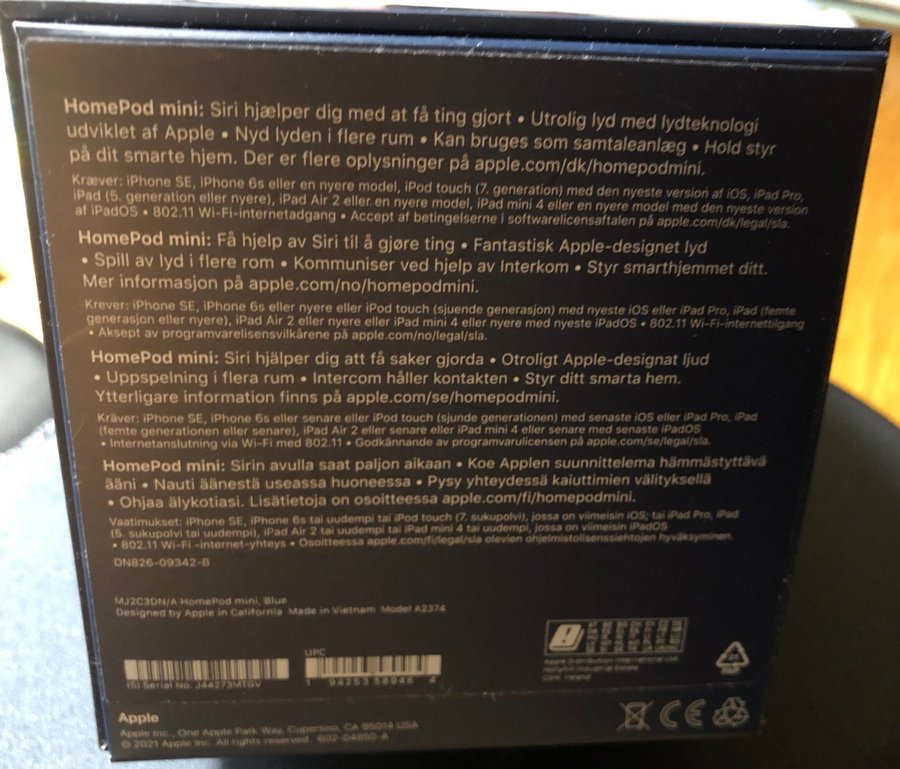 HomePod mini: Siri hjælper dig med at få ting gjort • Utrolig lyd med lydteknologi
udviklet af Apple • Nyd lyden i flere rum • Kan bruges som samtaleanlæg • Hold styr
på dit smarte hjem. Der er flere oplysninger på apple.com/dk/homepodmini.
Kræver: iPhone SE, iPhone 6s eller en nyere model, iPod touch (7. generation) med den nyeste version af iOS, iPad Pro,
iPad (5. generation eller nyere), iPad Air 2 eller en nyere model, iPad mini 4 eller en nyere model med den nyeste version
af iPadOS • 802.11 Wi-Fi-internetadgang • Accept af betingelserne i softwarelicensaftalen på apple.com/dk/legal/sla.
HomePod mini: Få hjelp av Siri til å gjøre ting • Fantastisk Apple-designet lyd
• Spill av lyd i flere rom • Kommuniser ved hjelp av Interkom • Styr smarthjemmet ditt.
Mer informasjon på apple.com/no/homepodmini.
Krever: iPhone SE, iPhone 6s eller nyere eller iPod touch (sjuende generasjon) med nyeste iOS eller iPad Pro, iPad (femte
generasjon eller nyere), iPad Air 2 eller nyere eller iPad mini 4 eller nyere med nyeste iPadOS • 802.11 Wi-Fi-internettilgang
• Aksept av programvarelisensvilkårene på apple.com/no/legal/sla.
HomePod mini: Siri hjälper dig att få saker gjorda • Otroligt Apple-designat ljud
• Uppspelning i flera rum • Intercom håller kontakten • Styr ditt smarta hem.
Ytterligare information finns på apple.com/se/homepodmini.
Kräver: iPhone SE, iPhone 6s eller senare eller iPod touch (sjunde generationen) med senaste iOS eller iPad Pro, iPad
(femte generationen eller senare), iPad Air 2 eller senare eller iPad mini 4 eller senare med senaste iPadOS
• Internetanslutning via Wi-Fi med 802.11 • Godkännande av programvarulicensen på apple.com/se/legal/sla.
HomePod mini: Sirin avulla saat paljon aikaan • Koe Applen suunnittelema hämmästyttävä
ääni • Nauti äänestä useassa huoneessa • Pysy yhteydessä kaiuttimien välityksellä
• Ohjaa älykotiasi. Lisätietoja on osoitteessa apple.com/fi/homepodmini.
Vaatimukset: iPhone SE, iPhone 6s tai uudempi tai iPod touch (7. sukupolvi), jossa on viimeisin iOS; tai iPad Pro, iPad
(5. sukupolvi tai uudempi), iPad Air 2 tai uudempi tai iPad mini 4 tai uudempi, jossa on viimeisin iPadOS
• 802.11 Wi-Fi -internet-yhteys • Osoitteessa apple.com/fi/legal/sla olevien ohjelmistolisenssiehtojen hyväksyminen.
DN826-09342-B
MJ2C3DN/A HomePod mini, Blue
Designed by Apple in California Made in Vietnam Model A2374
UPC
(S) Serial No. J44273MTGV
1 94253 58946 4
Apple Distribution International Ltd.
Hollyhill Industrial Estate
Cork Ireland
Apple
Apple Inc., One Apple Park Way, Cupertino, CA 95014 USA
© 2021 Apple Inc. All rights reserved. 602-04850-A
CE